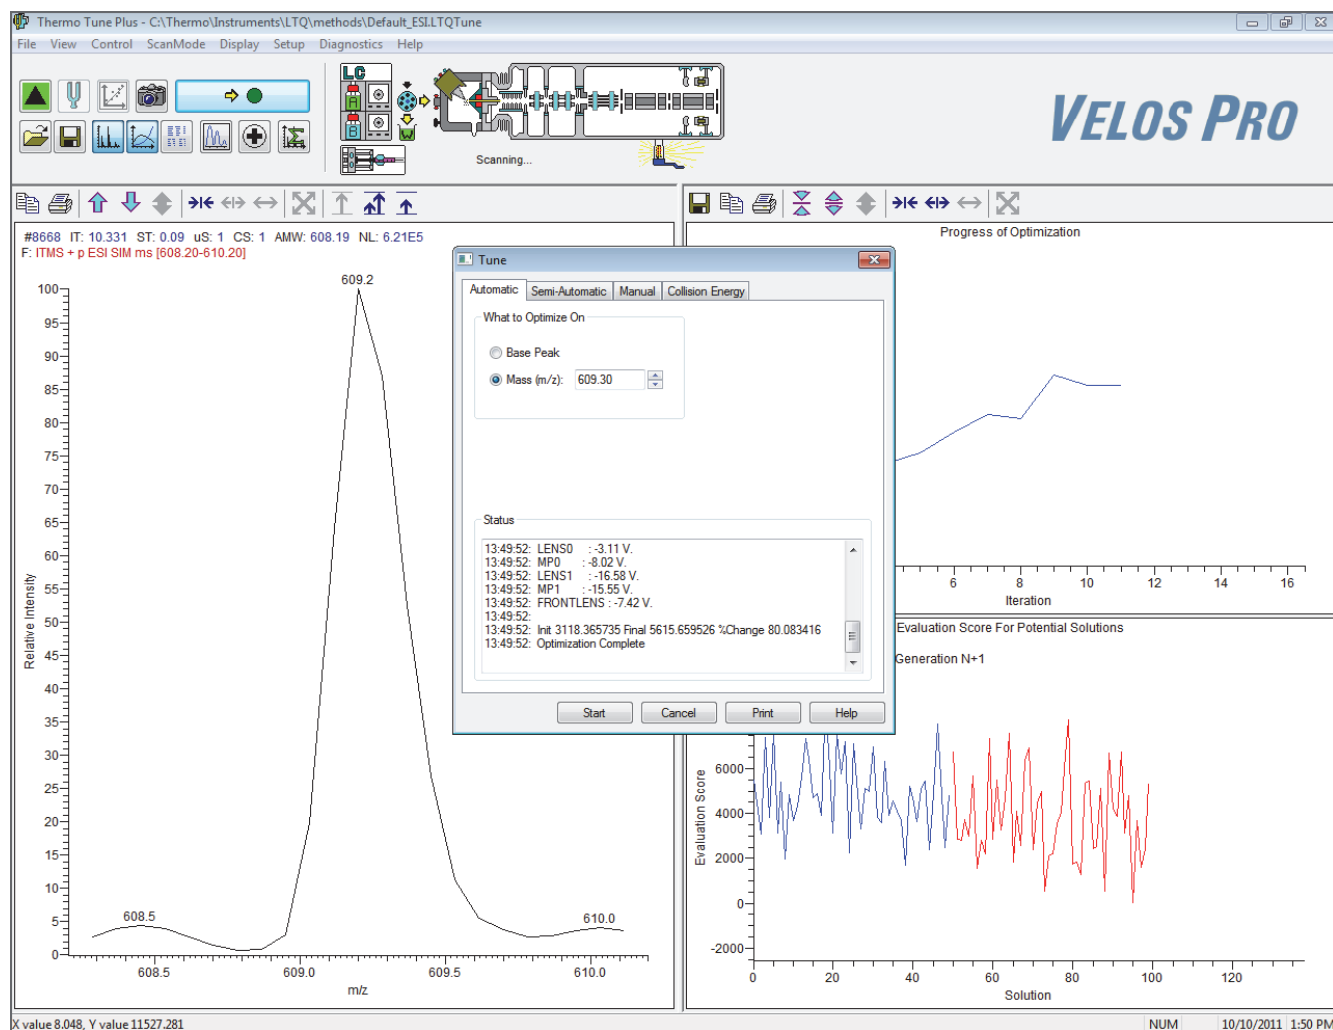 Thermo Tune Plus - C:\Thermo\Instruments\LTQ\methods\Default_ESI.LTQTune
File View Control ScanMode Display Setup Diagnostics Help
LC
A
B
Scanning...
VELOS PRO
#8668 IT: 10.331 ST: 0.09 uS: 1 CS: 1 AMW: 608.19 NL: 6.21E5
F: ITMS + p ESI SIM ms [608.20-610.20]
609.2
100
95
90
85
80
75
70
65
60
55
50
45
40
35
30
25
20
15
10
5
0
Relative Intensity
608.5
610.0
608.5 609.0 609.5 610.0
m/z
Progress of Optimization
6 8 10 12 14 16
Iteration
Tune
Automatic Semi-Automatic Manual Collision Energy
What to Optimize On
Base Peak
Mass (m/z): 609.30
Status
13:49:52: LENS0 : -3.11 V.
13:49:52: MP0 : -8.02 V.
13:49:52: LENS1 : -16.58 V.
13:49:52: MP1 : -15.55 V.
13:49:52: FRONTLENS : -7.42 V.
13:49:52:
13:49:52: Init 3118.365735 Final 5615.659526 %Change 80.083416
13:49:52: Optimization Complete
Start Cancel Print Help
Evaluation Score For Potential Solutions
Generation N+1
6000
4000
2000
0
-2000
Evaluation Score
0 20 40 60 80 100 120
Solution
X value 8.048, Y value 11527.281
NUM 10/10/2011 1:50 PM